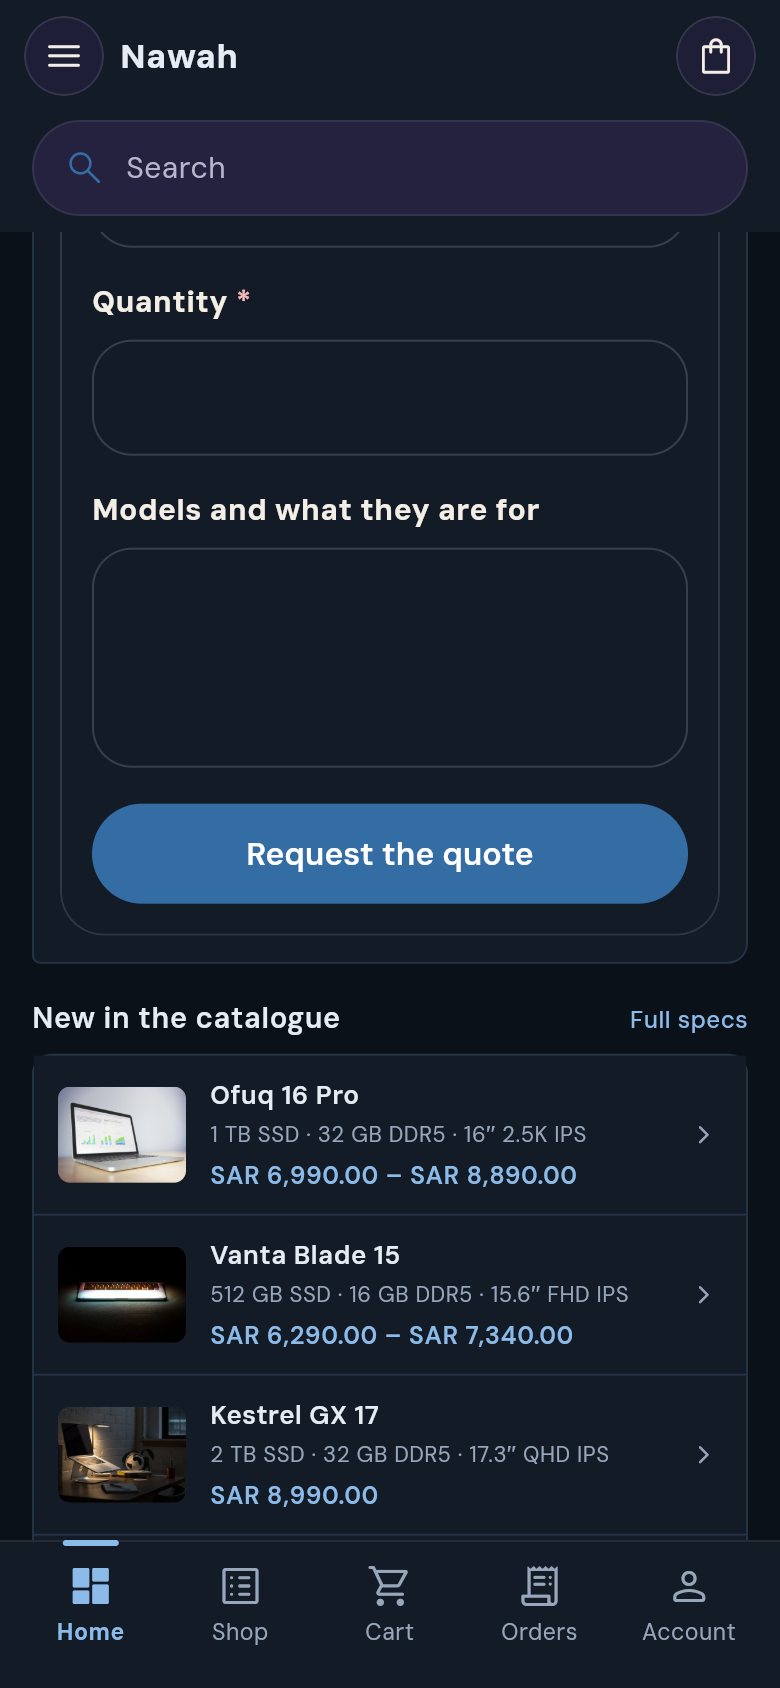 Nawah
Search
Quantity *
Models and what they are for
Request the quote
New in the catalogue
Full specs
Ofuq 16 Pro
1 TB SSD · 32 GB DDR5 · 16″ 2.5K IPS
SAR 6,990.00 – SAR 8,890.00
Vanta Blade 15
512 GB SSD · 16 GB DDR5 · 15.6″ FHD IPS
SAR 6,290.00 – SAR 7,340.00
Kestrel GX 17
2 TB SSD · 32 GB DDR5 · 17.3″ QHD IPS
SAR 8,990.00
Home
Shop
Cart
Orders
Account